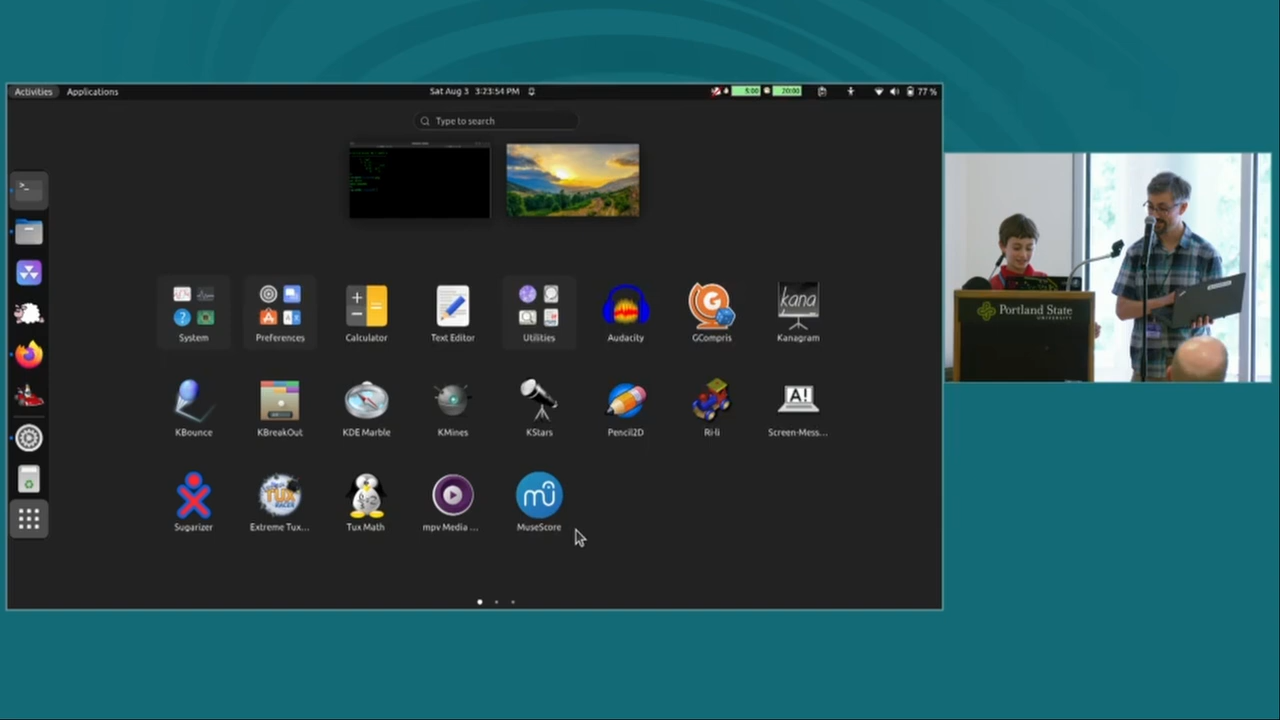 Activities Applications Sat Aug 3 3:23:54 PM 5:00 20:00 77 %
Type to search
System Preferences Calculator Text Editor Utilities Audacity GCompris Kanagram
kana
KBounce KBreakOut KDE Marble KMines KStars Pencil2D Ri-li Screen-Mess...
A!
Sugarizer Extreme Tux... Tux Math mpv Media ... MuseScore
Portland State
UNIVERSITY